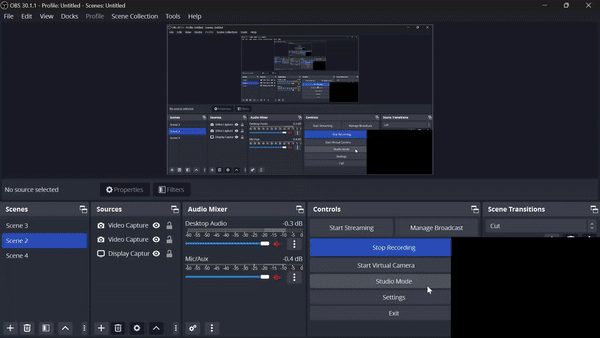 OBS 30.1.1 - Profile: Untitled - Scenes: Untitled
File Edit View Docks Profile Scene Collection Tools Help
No source selected Properties Filters
Scenes
Scene 3
Scene 2
Scene 4
Sources
Video Capture
Video Capture
Display Captur
Audio Mixer
Desktop Audio -0.3 dB
-60 -55 -50 -45 -40 -35 -30 -25 -20 -15 -10 -5 0
Mic/Aux -0.4 dB
-60 -55 -50 -45 -40 -35 -30 -25 -20 -15 -10 -5 0
Controls
Start Streaming Manage Broadcast
Stop Recording
Start Virtual Camera
Studio Mode
Settings
Exit
Scene Transitions
Cut